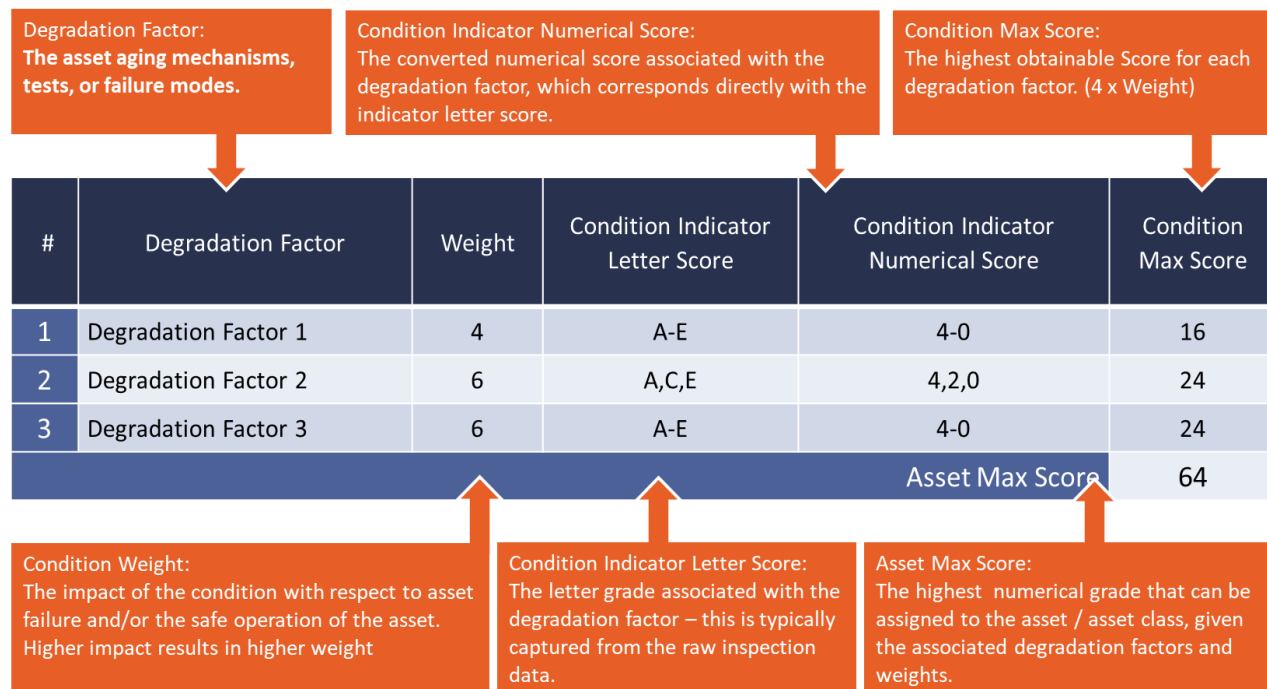 Degradation Factor:
The asset aging mechanisms,
tests, or failure modes.
Condition Indicator Numerical Score:
The converted numerical score associated with the
degradation factor, which corresponds directly with the
indicator letter score.
Condition Max Score:
The highest obtainable Score for each
degradation factor. (4 x Weight)
# Degradation Factor Weight Condition Indicator Letter Score Condition Indicator Numerical Score Condition Max Score
1 Degradation Factor 1 4 A-E 4-0 16
2 Degradation Factor 2 6 A,C,E 4,2,0 24
3 Degradation Factor 3 6 A-E 4-0 24
Asset Max Score 64
Condition Weight:
The impact of the condition with respect to asset
failure and/or the safe operation of the asset.
Higher impact results in higher weight
Condition Indicator Letter Score:
The letter grade associated with the
degradation factor – this is typically
captured from the raw inspection
data.
Asset Max Score:
The highest numerical grade that can be
assigned to the asset / asset class, given
the associated degradation factors and
weights.